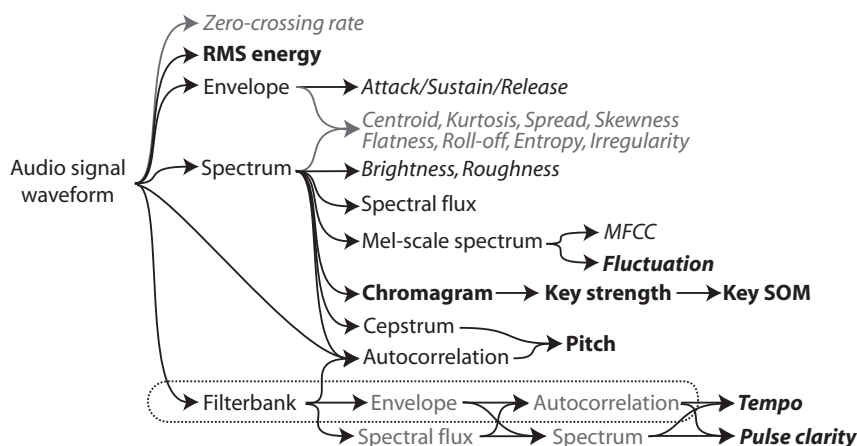 Zero-crossing rate
RMS energy
Envelope
Attack/Sustain/Release
Centroid, Kurtosis, Spread, Skewness
Flatness, Roll-off, Entropy, Irregularity
Audio signal
waveform
Spectrum
Brightness, Roughness
Spectral flux
Mel-scale spectrum
MFCC
Fluctuation
Chromagram
Key strength
Key SOM
Cepstrum
Pitch
Autocorrelation
Filterbank
Envelope
Autocorrelation
Tempo
Spectral flux
Spectrum
Pulse clarity